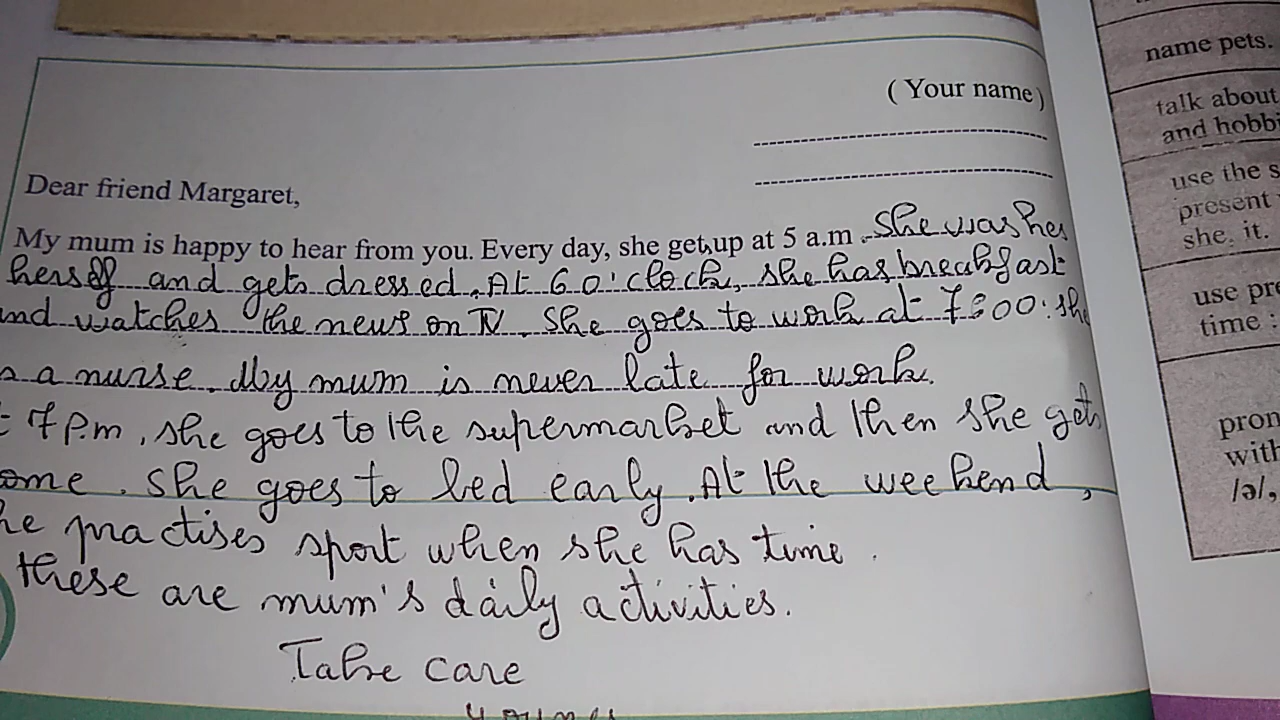 ( Your name )
Dear friend Margaret,
My mum is happy to hear from you. Every day, she gets up at 5 a.m. she washes
herself and gets dressed. At 6 o'clock, she has breakfast
and watches the news on TV. She goes to work at 7:00. she
a nurse. My mum is never late for work.
7 p.m, she goes to the supermarket and then she gets
ome. She goes to bed early. At the weekend,
he practises sport when she has time.
these are mum's daily activities.
Take care
name pets.
talk about
and hobbi
use the s
present
she, it.
use pre
time :
pron
with
/ə/,